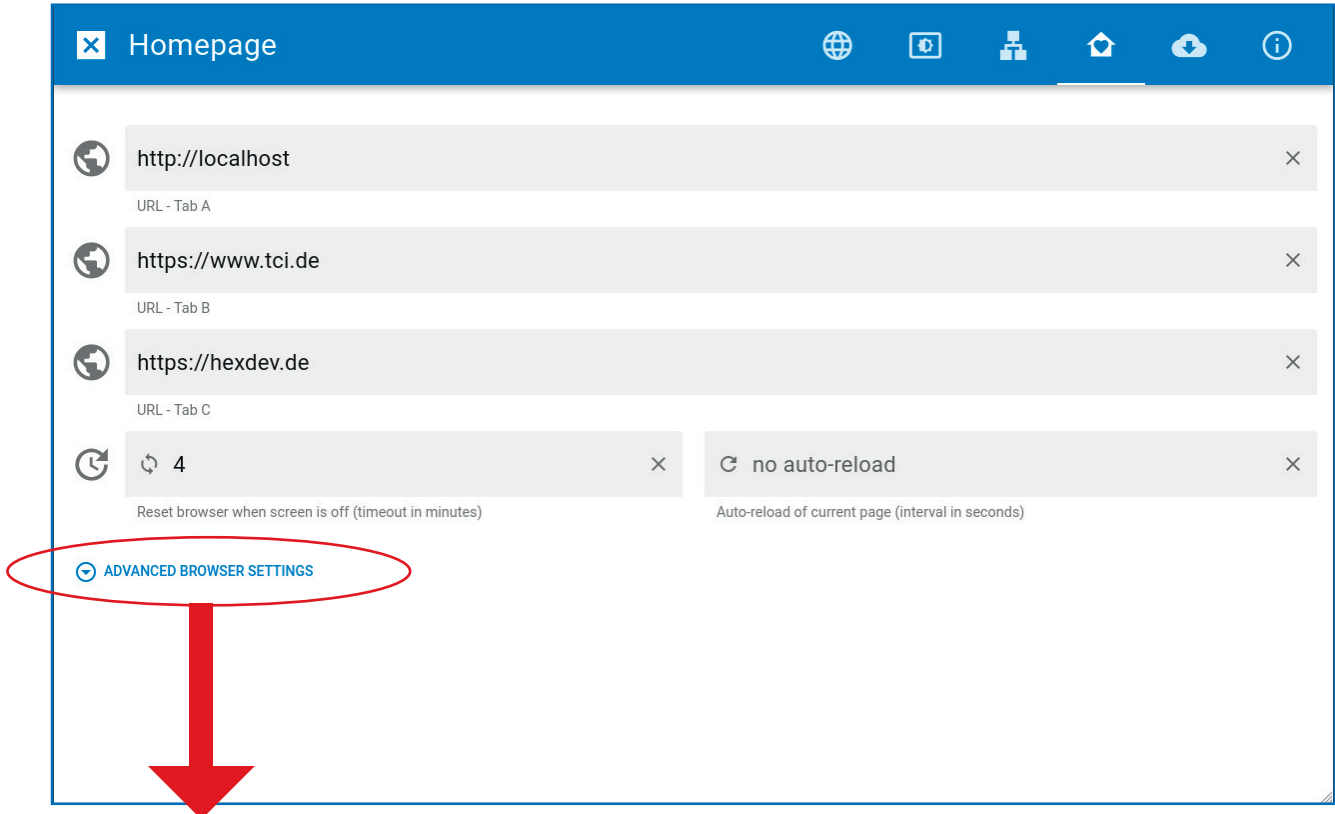 Homepage
http://localhost
URL - Tab A
https://www.tci.de
URL - Tab B
https://hexdev.de
URL - Tab C
4
no auto-reload
Reset browser when screen is off (timeout in minutes)
Auto-reload of current page (interval in seconds)
ADVANCED BROWSER SETTINGS